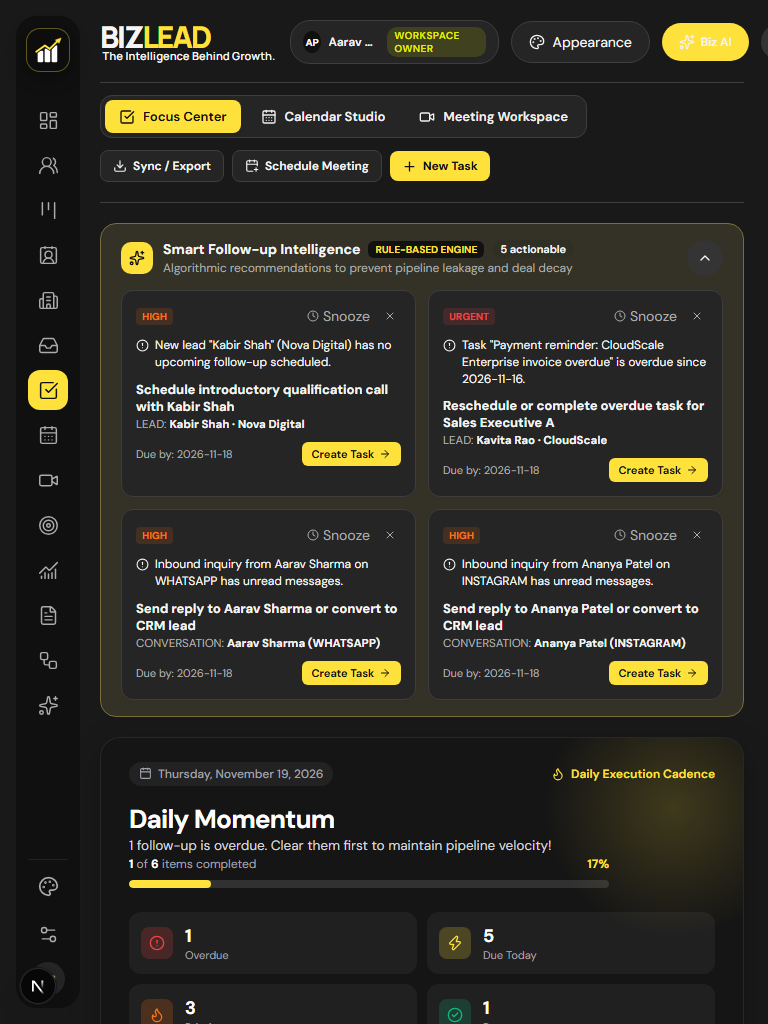 BIZLEAD
The Intelligence Behind Growth.
AP Aarav ... WORKSPACE OWNER
Appearance
Biz AI
Focus Center
Calendar Studio
Meeting Workspace
Sync / Export
Schedule Meeting
New Task
Smart Follow-up Intelligence RULE-BASED ENGINE 5 actionable
Algorithmic recommendations to prevent pipeline leakage and deal decay
HIGH Snooze
New lead "Kabir Shah" (Nova Digital) has no
upcoming follow-up scheduled.
Schedule introductory qualification call
with Kabir Shah
LEAD: Kabir Shah · Nova Digital
Due by: 2026-11-18 Create Task
URGENT Snooze
Task "Payment reminder: CloudScale
Enterprise invoice overdue" is overdue since
2026-11-16.
Reschedule or complete overdue task for
Sales Executive A
LEAD: Kavita Rao · CloudScale
Due by: 2026-11-18 Create Task
HIGH Snooze
Inbound inquiry from Aarav Sharma on
WHATSAPP has unread messages.
Send reply to Aarav Sharma or convert to
CRM lead
CONVERSATION: Aarav Sharma (WHATSAPP)
Due by: 2026-11-18 Create Task
HIGH Snooze
Inbound inquiry from Ananya Patel on
INSTAGRAM has unread messages.
Send reply to Ananya Patel or convert to
CRM lead
CONVERSATION: Ananya Patel (INSTAGRAM)
Due by: 2026-11-18 Create Task
Thursday, November 19, 2026
Daily Execution Cadence
Daily Momentum
1 follow-up is overdue. Clear them first to maintain pipeline velocity!
1 of 6 items completed 17%
1
Overdue
5
Due Today
3
1
N